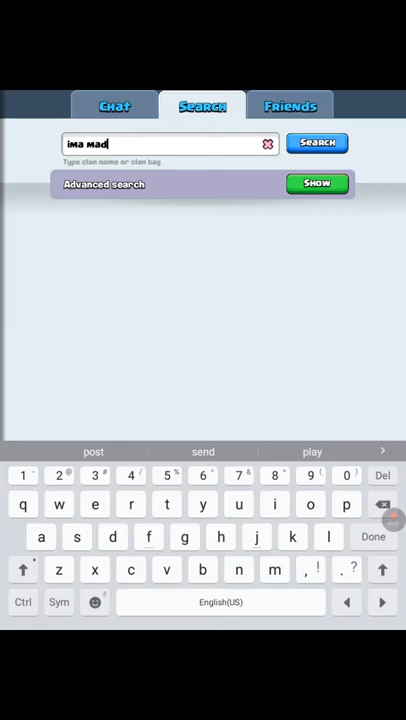 Chat Search Friends
ima mad Search
Type clan name or clan tag
Advanced search Show
post send play >
1 - 2 @ 3 # 4 / 5 % 6 ^ 7 & 8 * 9 ( 0 ) Del
q w e r t y u i o p
a s d f g h j k l Done
z x c v b n m , ! . ?
Ctrl Sym English(US)